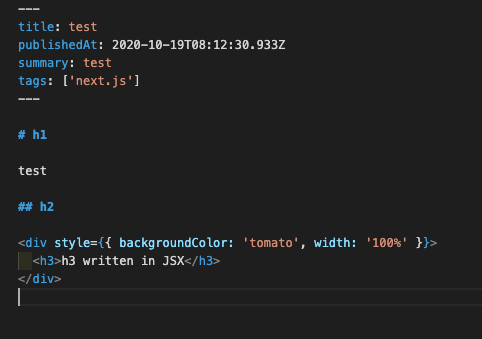 ---
title: test
publishedAt: 2020-10-19T08:12:30.933Z
summary: test
tags: ['next.js']
---
# h1
test
## h2
<div style={{ backgroundColor: 'tomato', width: '100%' }}>
  <h3>h3 written in JSX</h3>
</div>